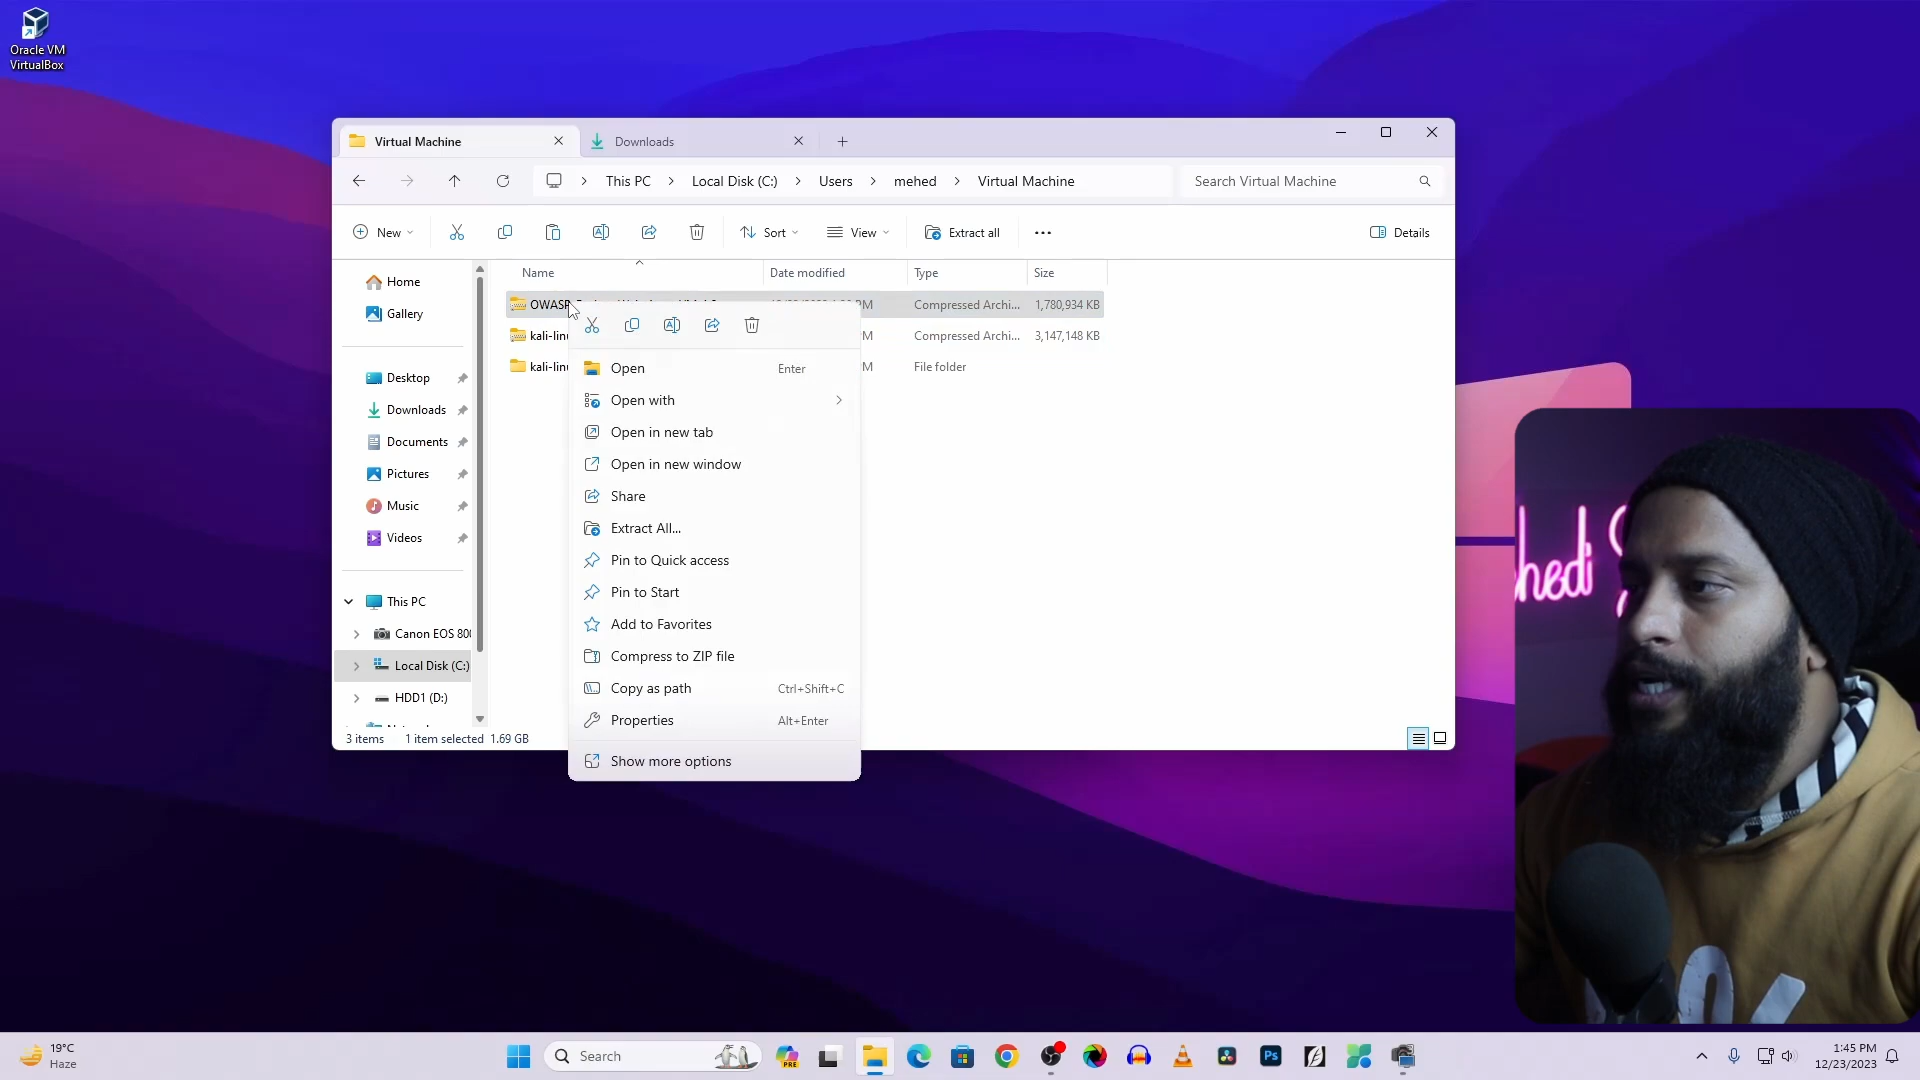 Oracle VM
VirtualBox
Virtual Machine
Downloads
This PC
Local Disk (C:)
Users
mehed
Virtual Machine
Search Virtual Machine
New
Sort
View
Extract all
Details
Name
Date modified
Type
Size
Home
Gallery
Desktop
Downloads
Documents
Pictures
Music
Videos
This PC
Canon EOS 800
Local Disk (C:)
HDD1 (D:)
OWASP
Compressed Archi...
1,780,934 KB
kali-linu
Compressed Archi...
3,147,148 KB
kali-linu
File folder
Open
Enter
Open with
Open in new tab
Open in new window
Share
Extract All...
Pin to Quick access
Pin to Start
Add to Favorites
Compress to ZIP file
Copy as path
Ctrl+Shift+C
Properties
Alt+Enter
Show more options
3 items
1 item selected
1.69 GB
hedi
19°C
Haze
Search
PRE
Ps
1:45 PM
12/23/2023